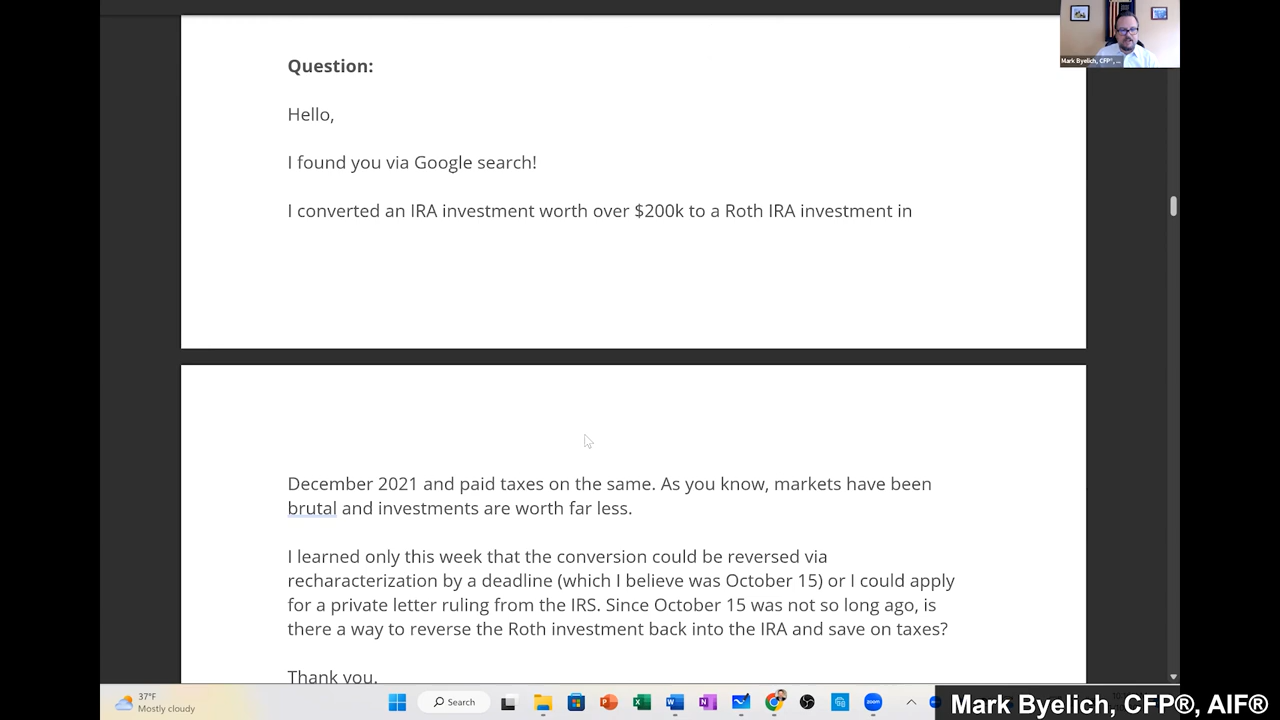 Mark Byelich, CFP®, ...
Question:
Hello,
I found you via Google search!
I converted an IRA investment worth over $200k to a Roth IRA investment in
December 2021 and paid taxes on the same. As you know, markets have been
brutal and investments are worth far less.
I learned only this week that the conversion could be reversed via
recharacterization by a deadline (which I believe was October 15) or I could apply
for a private letter ruling from the IRS. Since October 15 was not so long ago, is
there a way to reverse the Roth investment back into the IRA and save on taxes?
Thank you.
37°F
Mostly cloudy
Search
zoom
Mark Byelich, CFP®, AIF®